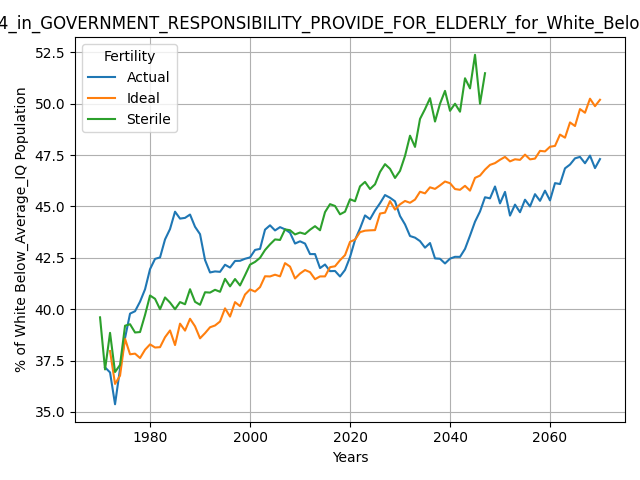 4_in_GOVERNMENT_RESPONSIBILITY_PROVIDE_FOR_ELDERLY_for_White_Belo
Fertility
Actual
Ideal
Sterile
% of White Below_Average_IQ Population
52.5
50.0
47.5
45.0
42.5
40.0
37.5
35.0
1980
2000
2020
2040
2060
Years